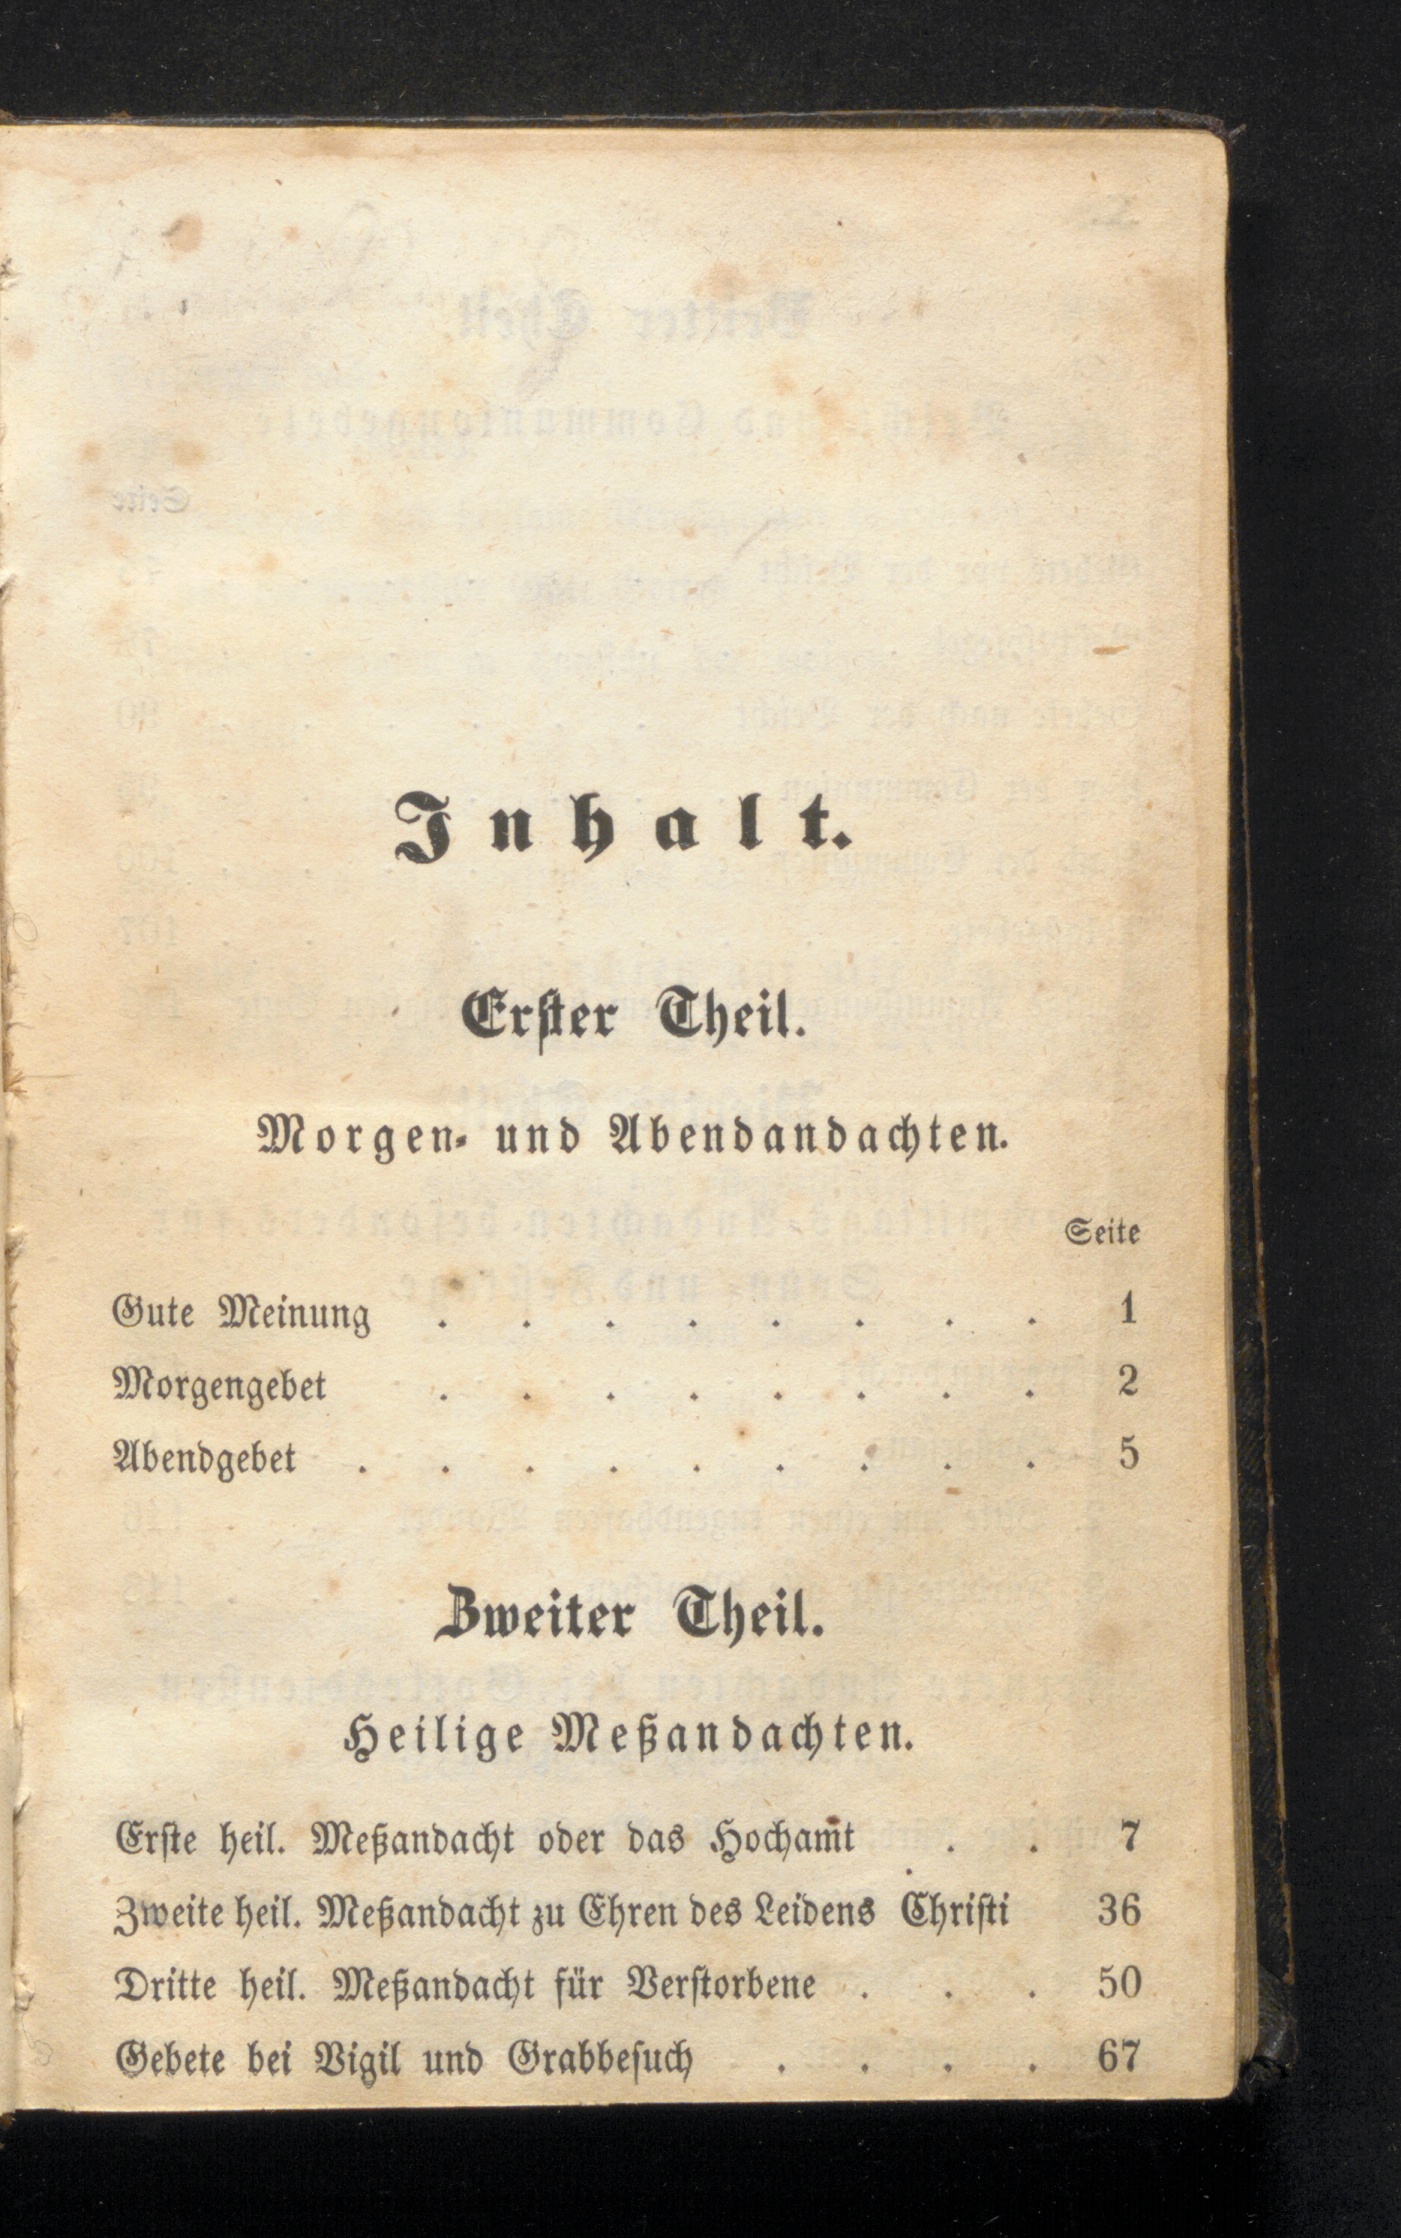 Inhalt.
Erster Theil.
Morgen- und Abendandachten.
Seite
Gute Meinung . . . . . . . . 1
Morgengebet . . . . . . . . 2
Abendgebet . . . . . . . . . 5
Zweiter Theil.
Heilige Meßandachten.
Erste heil. Meßandacht oder das Hochamt . . 7
Zweite heil. Meßandacht zu Ehren des Leidens Christi 36
Dritte heil. Meßandacht für Verstorbene . . . 50
Gebete bei Vigil und Grabbesuch . . . . 67